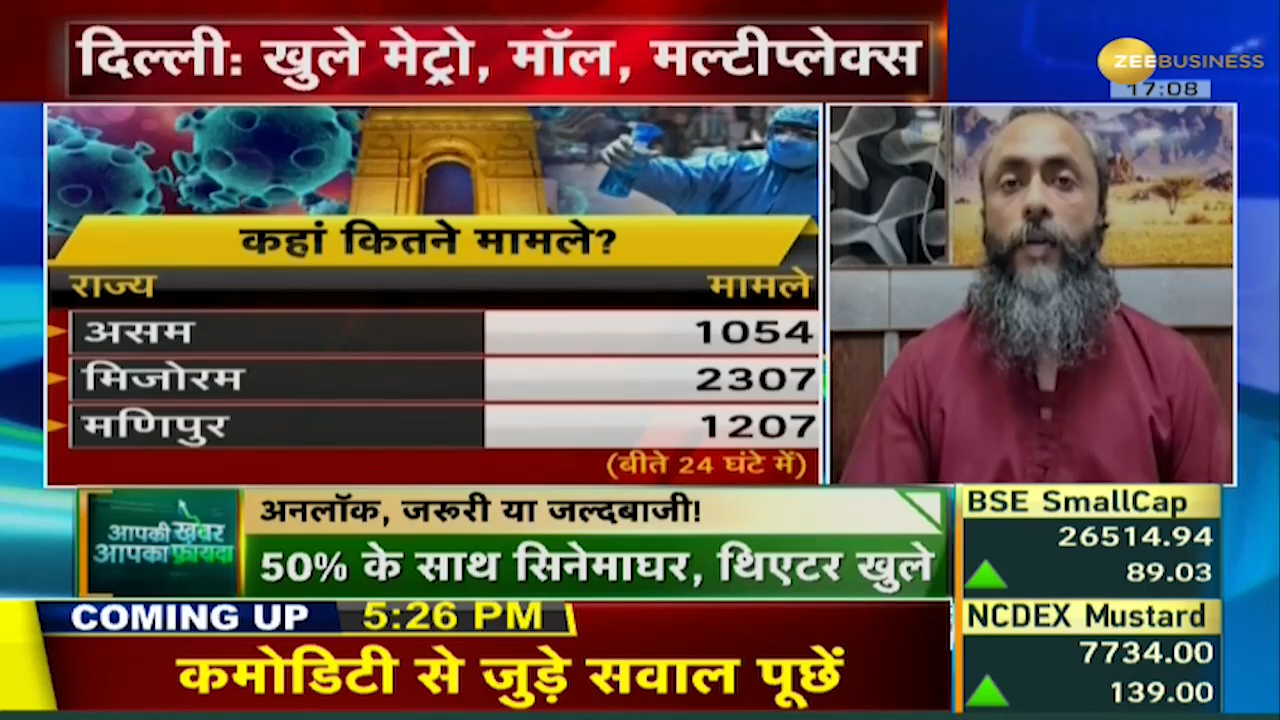 दिल्ली: खुले मेट्रो, मॉल, मल्टीप्लेक्स
ZEEBUSINESS
17:08
कहां कितने मामले?
राज्य मामले
असम 1054
मिजोरम 2307
मणिपुर 1207
(बीते 24 घंटे में)
आपकी खबर
आपका फ़ायदा
अनलॉक, जरूरी या जल्दबाजी!
50% के साथ सिनेमाघर, थिएटर खुले
BSE SmallCap
26514.94
89.03
COMING UP 5:26 PM
कमोडिटी से जुड़े सवाल पूछें
NCDEX Mustard
7734.00
139.00